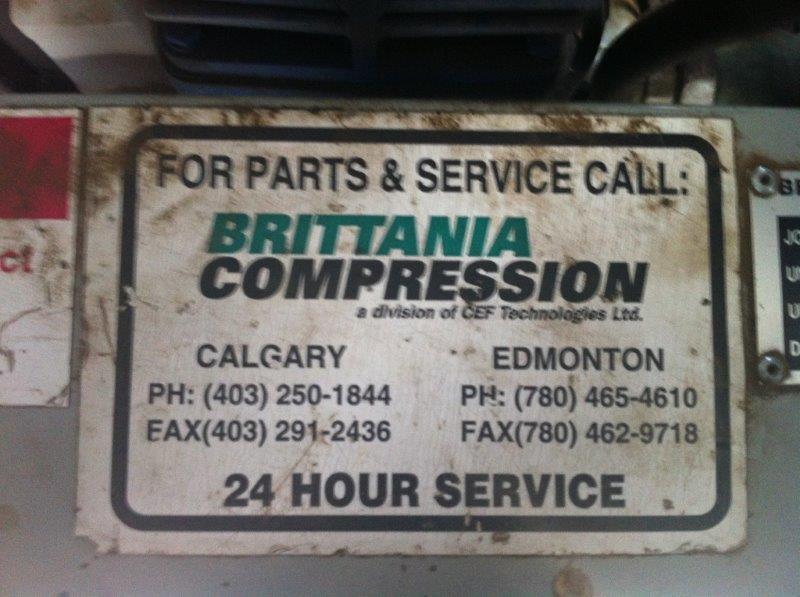 FOR PARTS & SERVICE CALL:
BRITTANIA
COMPRESSION
a division of CEF Technologies Ltd.
CALGARY
PH: (403) 250-1844
FAX(403) 291-2436
EDMONTON
PH: (780) 465-4610
FAX(780) 462-9718
24 HOUR SERVICE
ct